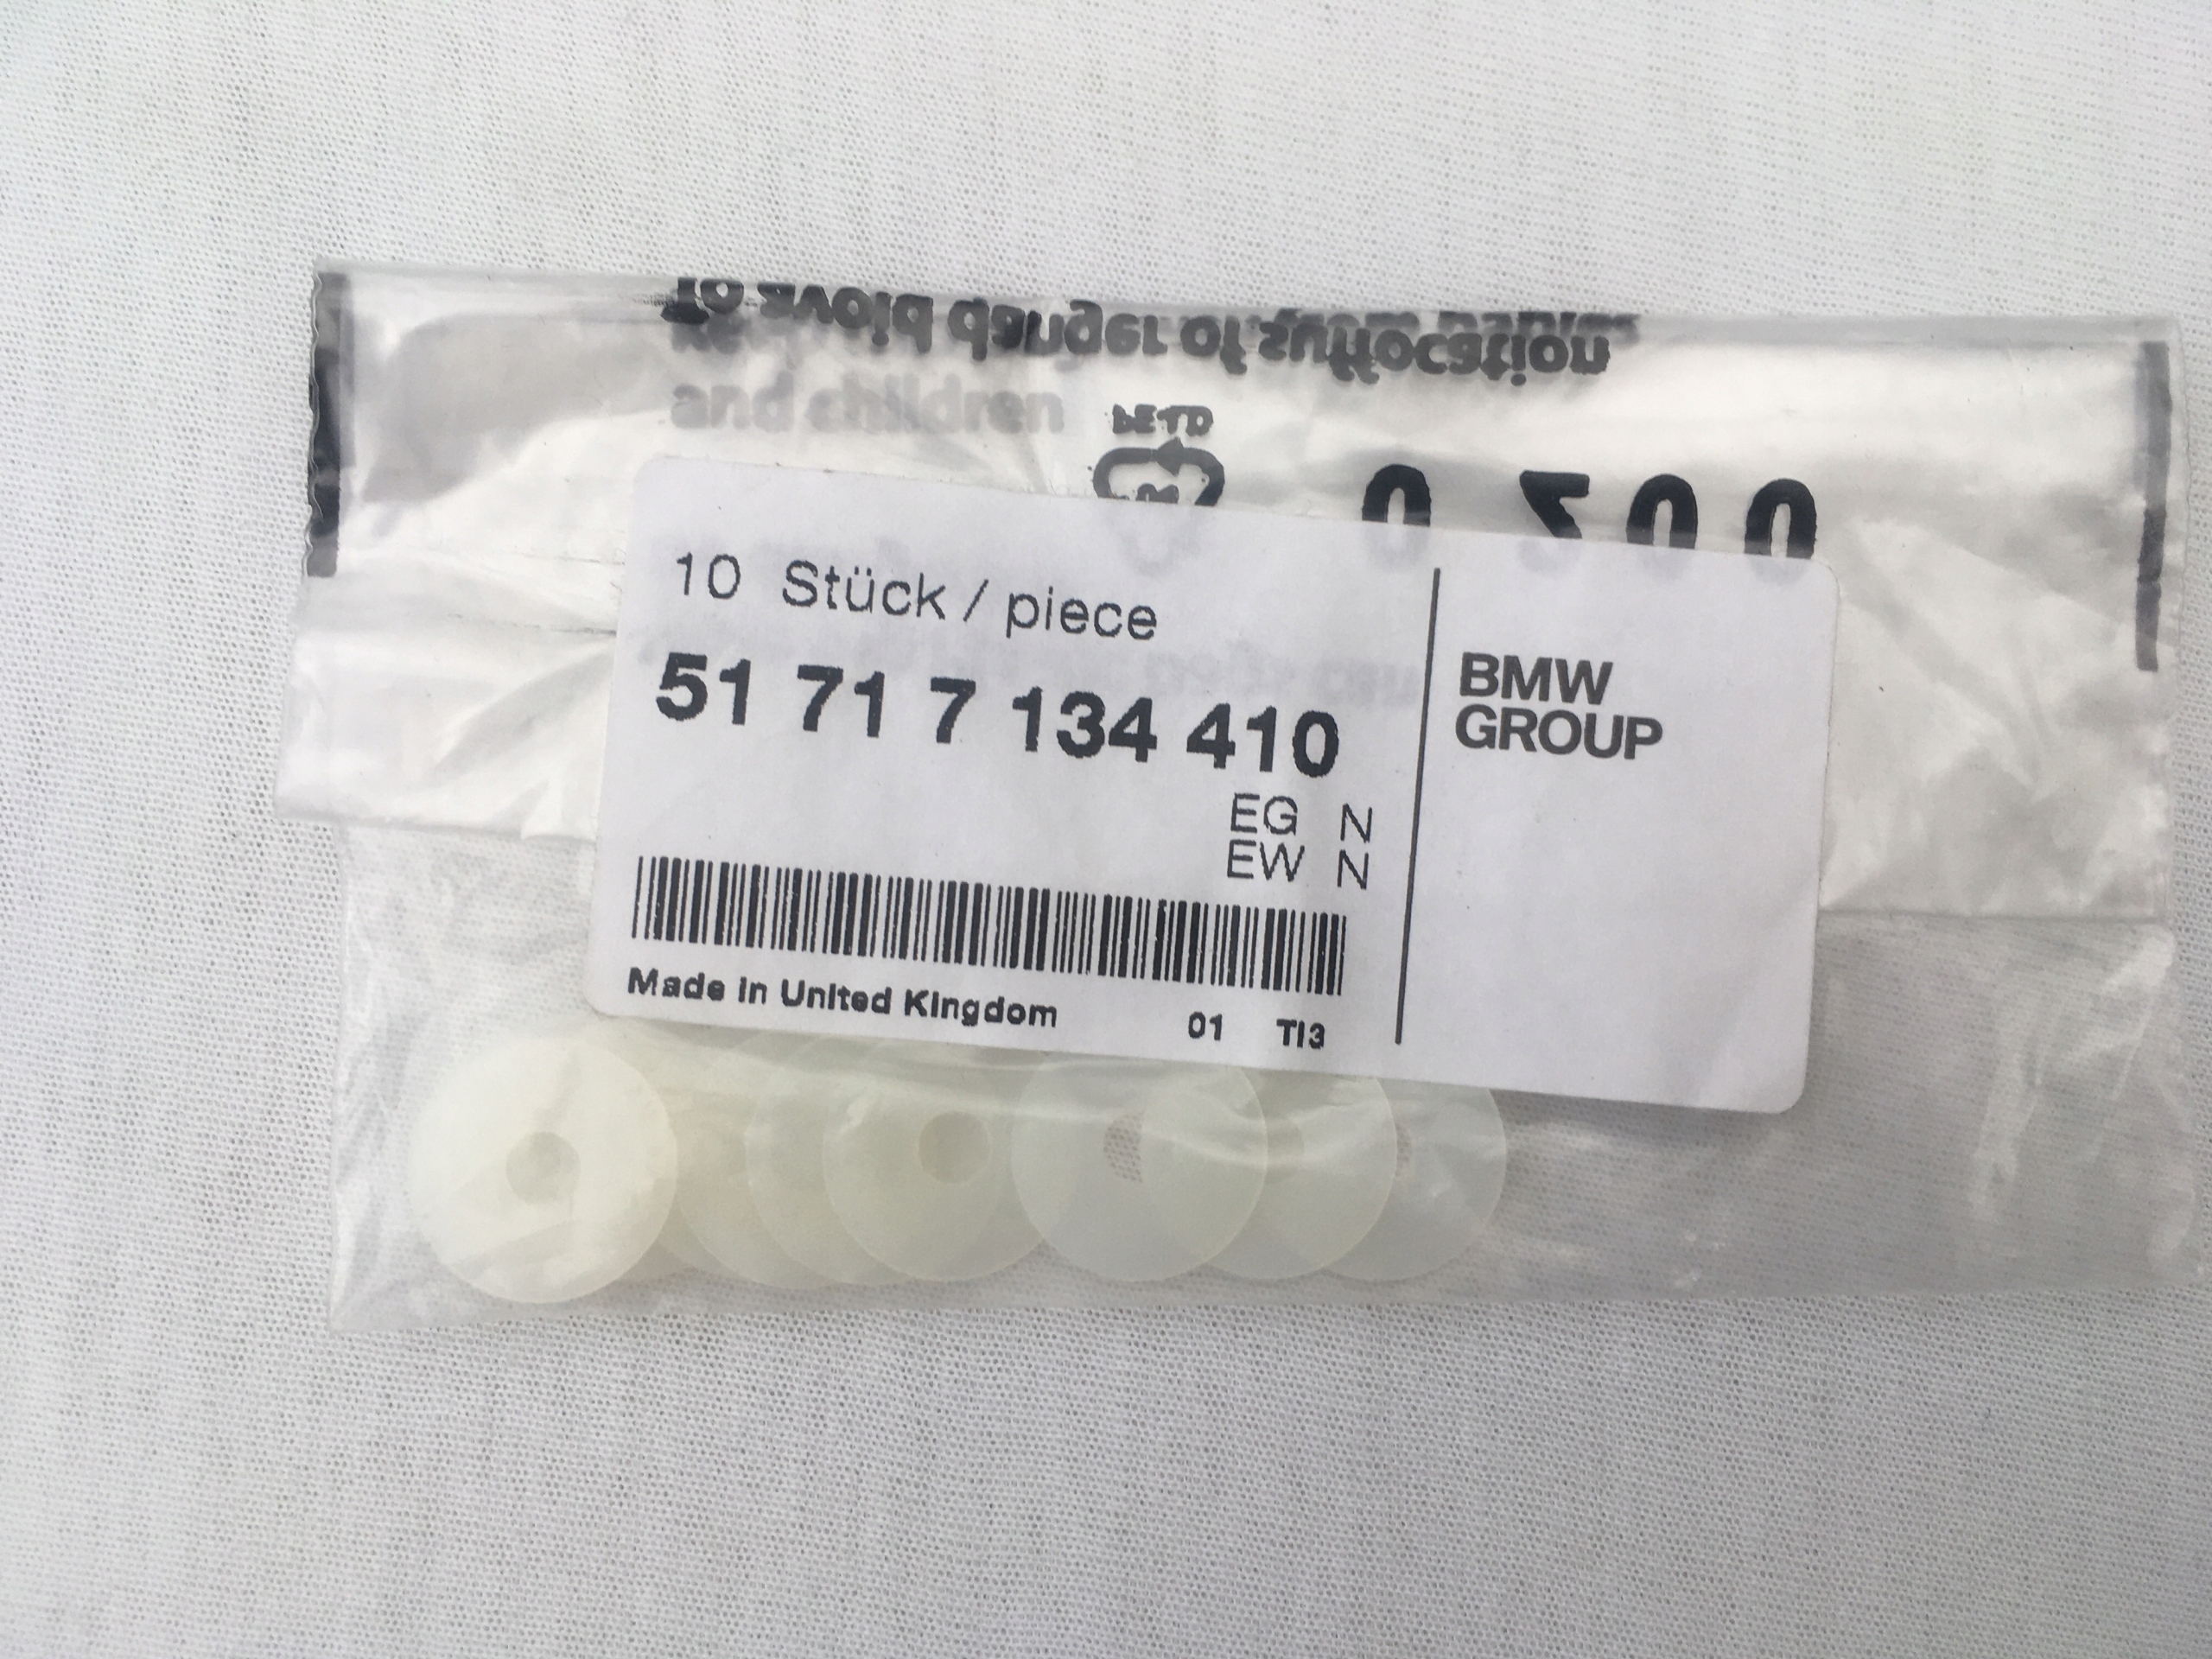 To avoid danger of suffocation
and children
10 Stück / piece
51 71 7 134 410
EG N
EW N
Made in United Kingdom 01 TI3
BMW
GROUP